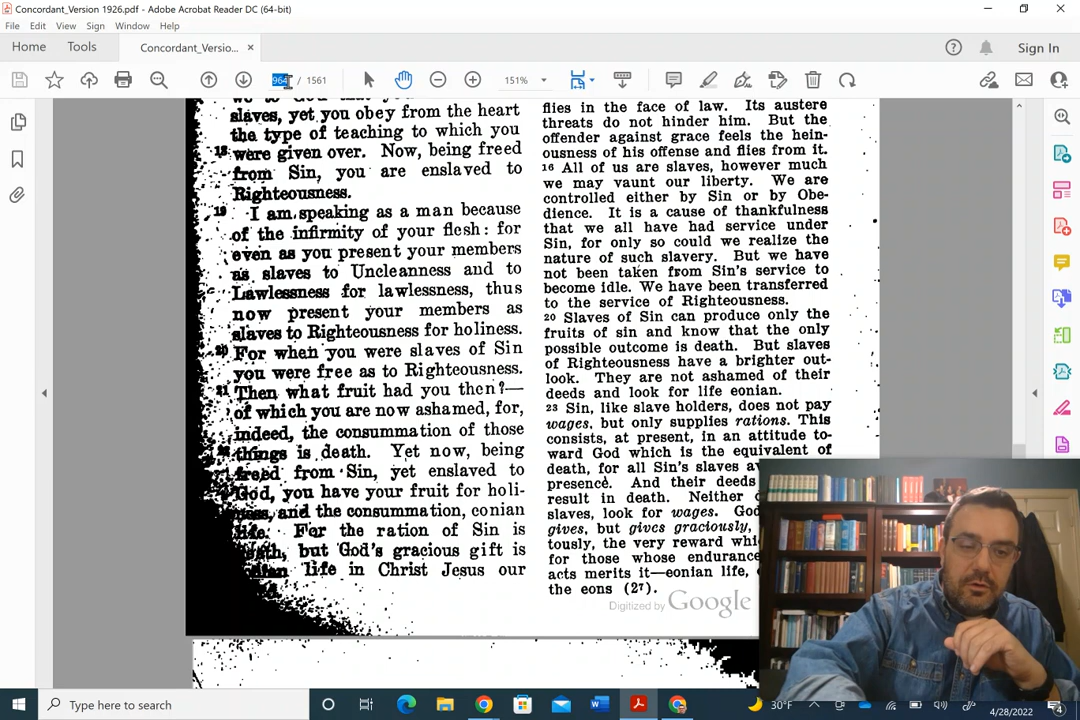 Concordant_Version 1926.pdf - Adobe Acrobat Reader DC (64-bit)
File Edit View Sign Window Help
Home Tools Concordant_Versio... × Sign In
964 / 1561 151%
slaves, yet you obey from the heart
the type of teaching to which you
18 were given over. Now, being freed
from Sin, you are enslaved to
Righteousness.
19 I am speaking as a man because
of the infirmity of your flesh: for
even as you present your members
as slaves to Uncleanness and to
Lawlessness for lawlessness, thus
now present your members as
slaves to Righteousness for holiness.
20 For when you were slaves of Sin
you were free as to Righteousness.
21 Then what fruit had you then?—
of which you are now ashamed, for,
indeed, the consummation of those
things is death. Yet now, being
freed from Sin, yet enslaved to
God, you have your fruit for holi-
ness, and the consummation, eonian
life. For the ration of Sin is
death, but God's gracious gift is
eonian life in Christ Jesus our
flies in the face of law. Its austere
threats do not hinder him. But the
offender against grace feels the hein-
ousness of his offense and flies from it.
16 All of us are slaves, however much
we may vaunt our liberty. We are
controlled either by Sin or by Obe-
dience. It is a cause of thankfulness
that we all have had service under
Sin, for only so could we realize the
nature of such slavery. But we have
not been taken from Sin's service to
become idle. We have been transferred
to the service of Righteousness.
20 Slaves of Sin can produce only the
fruits of sin and know that the only
possible outcome is death. But slaves
of Righteousness have a brighter out-
look. They are not ashamed of their
deeds and look for life eonian.
23 Sin, like slave holders, does not pay
wages, but only supplies rations. This
consists, at present, in an attitude to-
ward God which is the equivalent of
death, for all Sin's slaves
presence. And their deeds
result in death. Neither
slaves, look for wages.
gives, but gives graciously,
tously, the very reward
for those whose endurance
acts merits it—eonian life,
the eons (2⁷).
Digitized by Google
Type here to search
30°F
4/28/2022
4